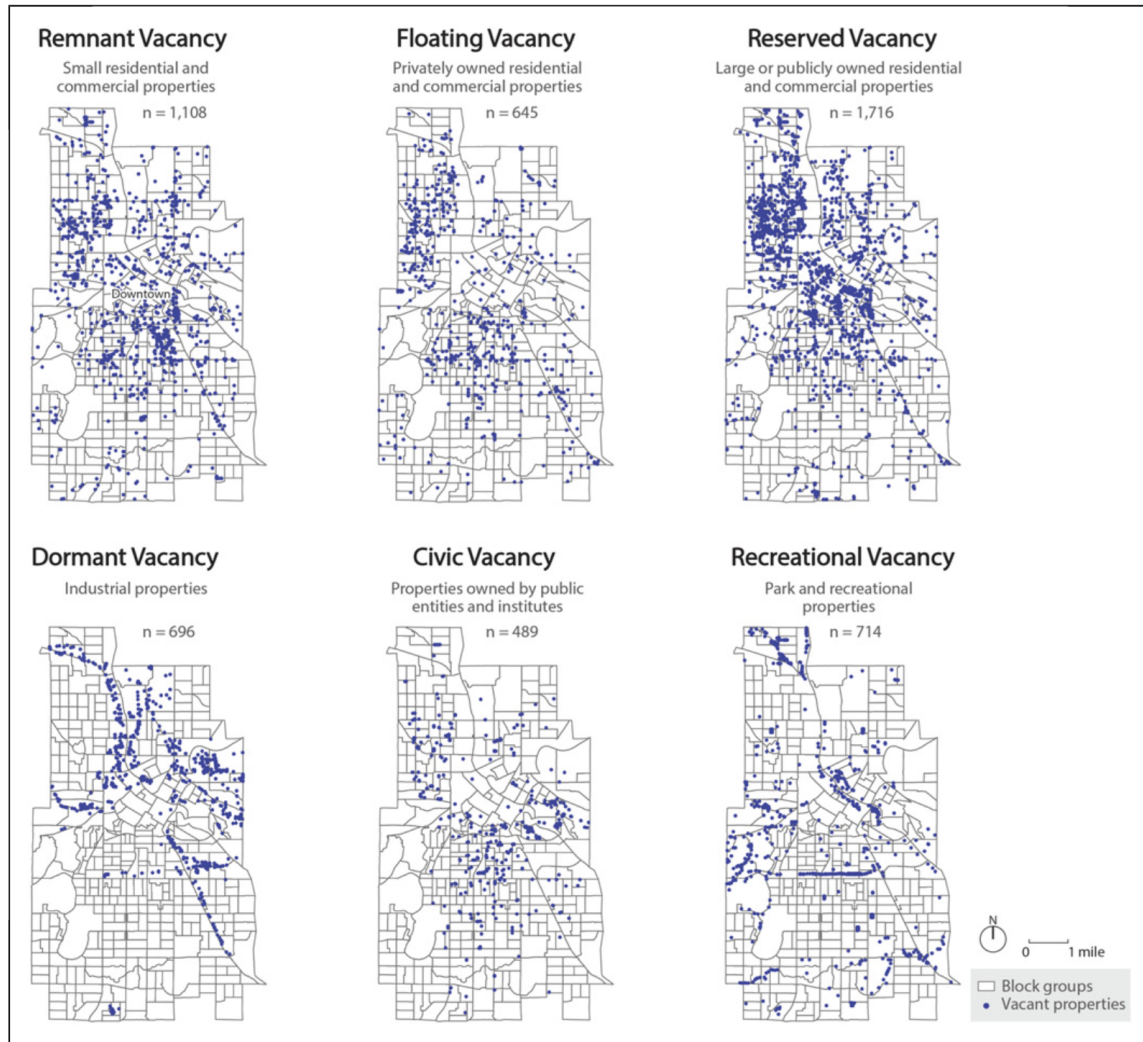 Remnant Vacancy
Small residential and
commercial properties
n = 1,108
Downtown
Floating Vacancy
Privately owned residential
and commercial properties
n = 645
Reserved Vacancy
Large or publicly owned residential
and commercial properties
n = 1,716
Dormant Vacancy
Industrial properties
n = 696
Civic Vacancy
Properties owned by public
entities and institutes
n = 489
Recreational Vacancy
Park and recreational
properties
n = 714
N
0 1 mile
Block groups
Vacant properties